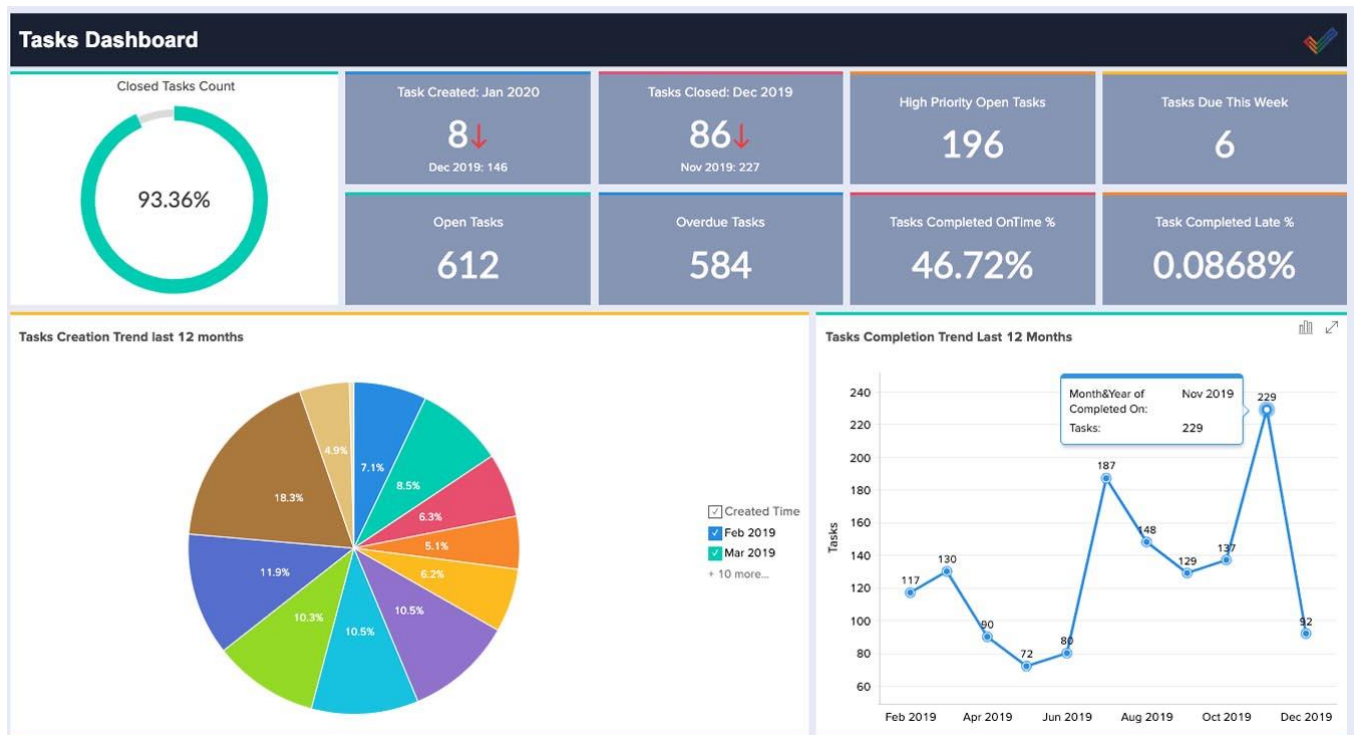 Tasks Dashboard
Closed Tasks Count
93.36%
Task Created: Jan 2020
8↓
Dec 2019: 146
Tasks Closed: Dec 2019
86↓
Nov 2019: 227
High Priority Open Tasks
196
Tasks Due This Week
6
Open Tasks
612
Overdue Tasks
584
Tasks Completed OnTime %
46.72%
Task Completed Late %
0.0868%
Tasks Creation Trend last 12 months
4.9%
7.1%
18.3%
8.5%
6.3%
5.1%
11.9%
6.2%
10.3%
10.5%
10.5%
Created Time
Feb 2019
Mar 2019
+ 10 more...
Tasks Completion Trend Last 12 Months
Month&Year of Completed On:
Nov 2019
Tasks:
229
Tasks
240
220
200
180
160
140
120
100
80
60
117
130
90
72
80
187
148
129
137
229
92
Feb 2019
Apr 2019
Jun 2019
Aug 2019
Oct 2019
Dec 2019